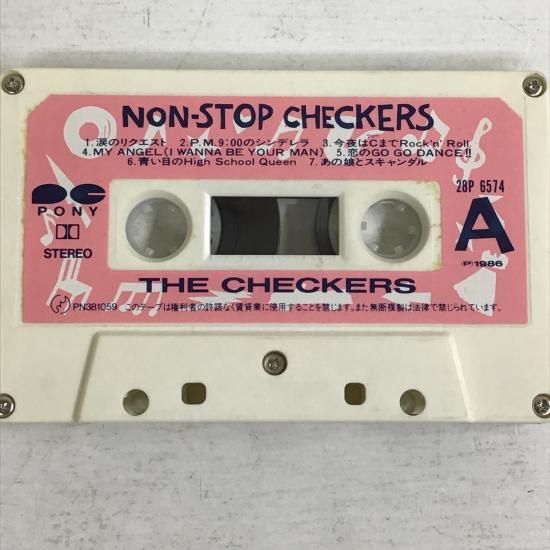 NON-STOP CHECKERS
1.涙のリクエスト 2.P.M.9:00のシンデレラ 3.今夜はCまでRock'n' Roll
4.MY ANGEL(I WANNA BE YOUR MAN) 5.恋のGO GO DANCE!!
6.青い目のHigh School Queen 7.あの娘とスキャンダル
28P 6574
PONY
A
STEREO
Ⓟ1986
THE CHECKERS
PN381059 このテープは権利者の許諾なく賃貸業に使用することを禁じます。また無断複製は法律で禁じられています。